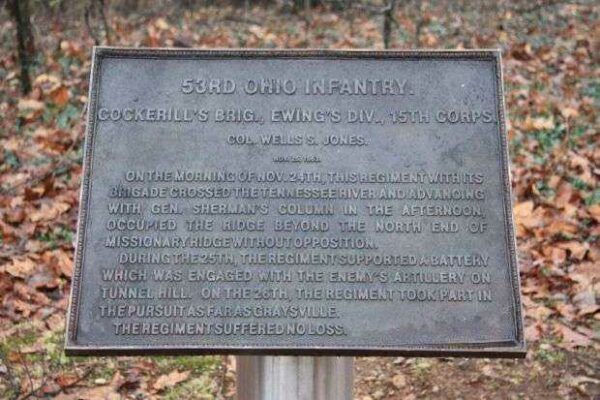 53RD OHIO INFANTRY.
COCKERILL'S BRIG., EWING'S DIV., 15TH CORPS.
COL. WELLS S. JONES.
ON THE MORNING OF NOV. 24TH, THIS REGIMENT WITH ITS
BRIGADE CROSSED THE TENNESSEE RIVER AND ADVANCING
WITH GEN. SHERMAN'S COLUMN IN THE AFTERNOON,
OCCUPIED THE RIDGE BEYOND THE NORTH END OF
MISSIONARY RIDGE WITHOUT OPPOSITION.
DURING THE 25TH, THE REGIMENT SUPPORTED A BATTERY
WHICH WAS ENGAGED WITH THE ENEMY'S ARTILLERY ON
TUNNEL HILL. ON THE 26TH, THE REGIMENT TOOK PART IN
THE PURSUIT AS FAR AS GRAYSVILLE.
THE REGIMENT SUFFERED NO LOSS.